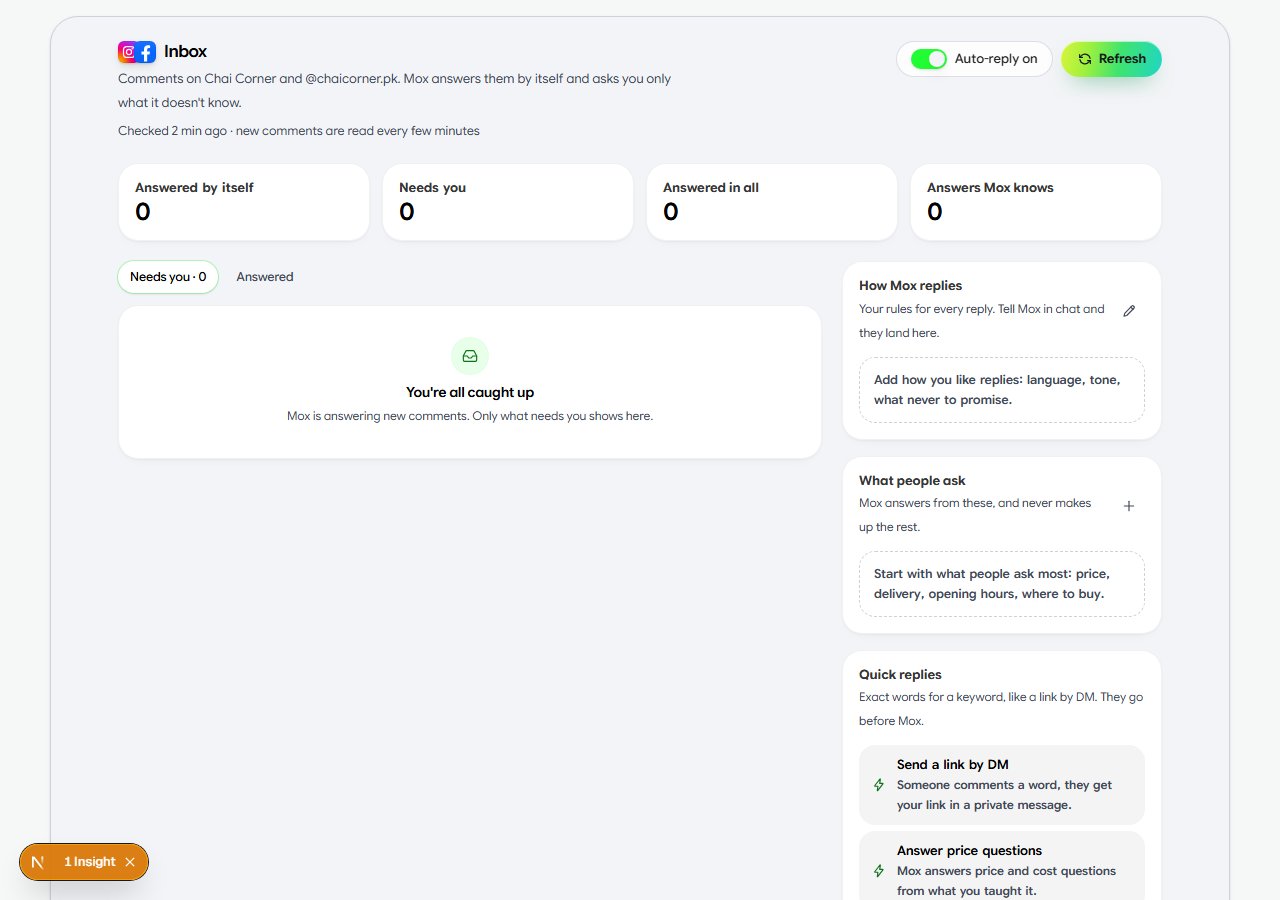 Inbox
Comments on Chai Corner and @chaicorner.pk. Mox answers them by itself and asks you only
what it doesn't know.
Checked 2 min ago · new comments are read every few minutes
Auto-reply on
Refresh
Answered by itself
0
Needs you
0
Answered in all
0
Answers Mox knows
0
Needs you · 0
Answered
You're all caught up
Mox is answering new comments. Only what needs you shows here.
How Mox replies
Your rules for every reply. Tell Mox in chat and
they land here.
Add how you like replies: language, tone,
what never to promise.
What people ask
Mox answers from these, and never makes
up the rest.
Start with what people ask most: price,
delivery, opening hours, where to buy.
Quick replies
Exact words for a keyword, like a link by DM. They go
before Mox.
Send a link by DM
Someone comments a word, they get
your link in a private message.
Answer price questions
Mox answers price and cost questions
from what you taught it.
N
1 Insight